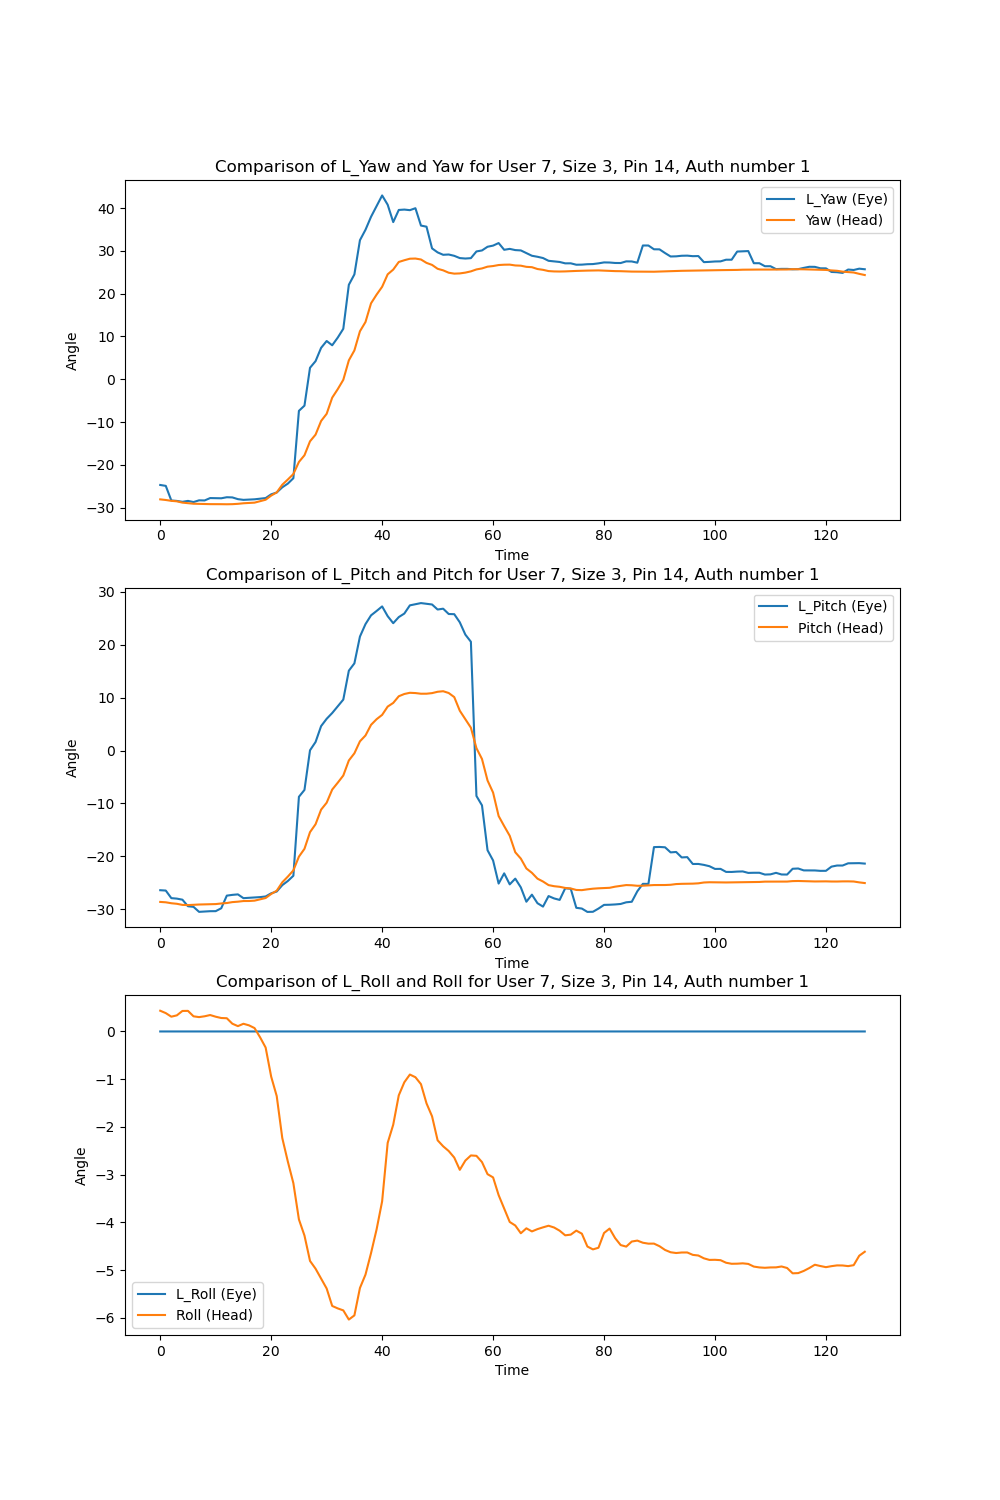 Comparison of L_Yaw and Yaw for User 7, Size 3, Pin 14, Auth number 1
L_Yaw (Eye)
Yaw (Head)
Angle
40
30
20
10
0
−10
−20
−30
0 20 40 60 80 100 120
Time
Comparison of L_Pitch and Pitch for User 7, Size 3, Pin 14, Auth number 1
L_Pitch (Eye)
Pitch (Head)
Angle
30
20
10
0
−10
−20
−30
0 20 40 60 80 100 120
Time
Comparison of L_Roll and Roll for User 7, Size 3, Pin 14, Auth number 1
Angle
0
−1
−2
−3
−4
−5
−6
L_Roll (Eye)
Roll (Head)
0 20 40 60 80 100 120
Time